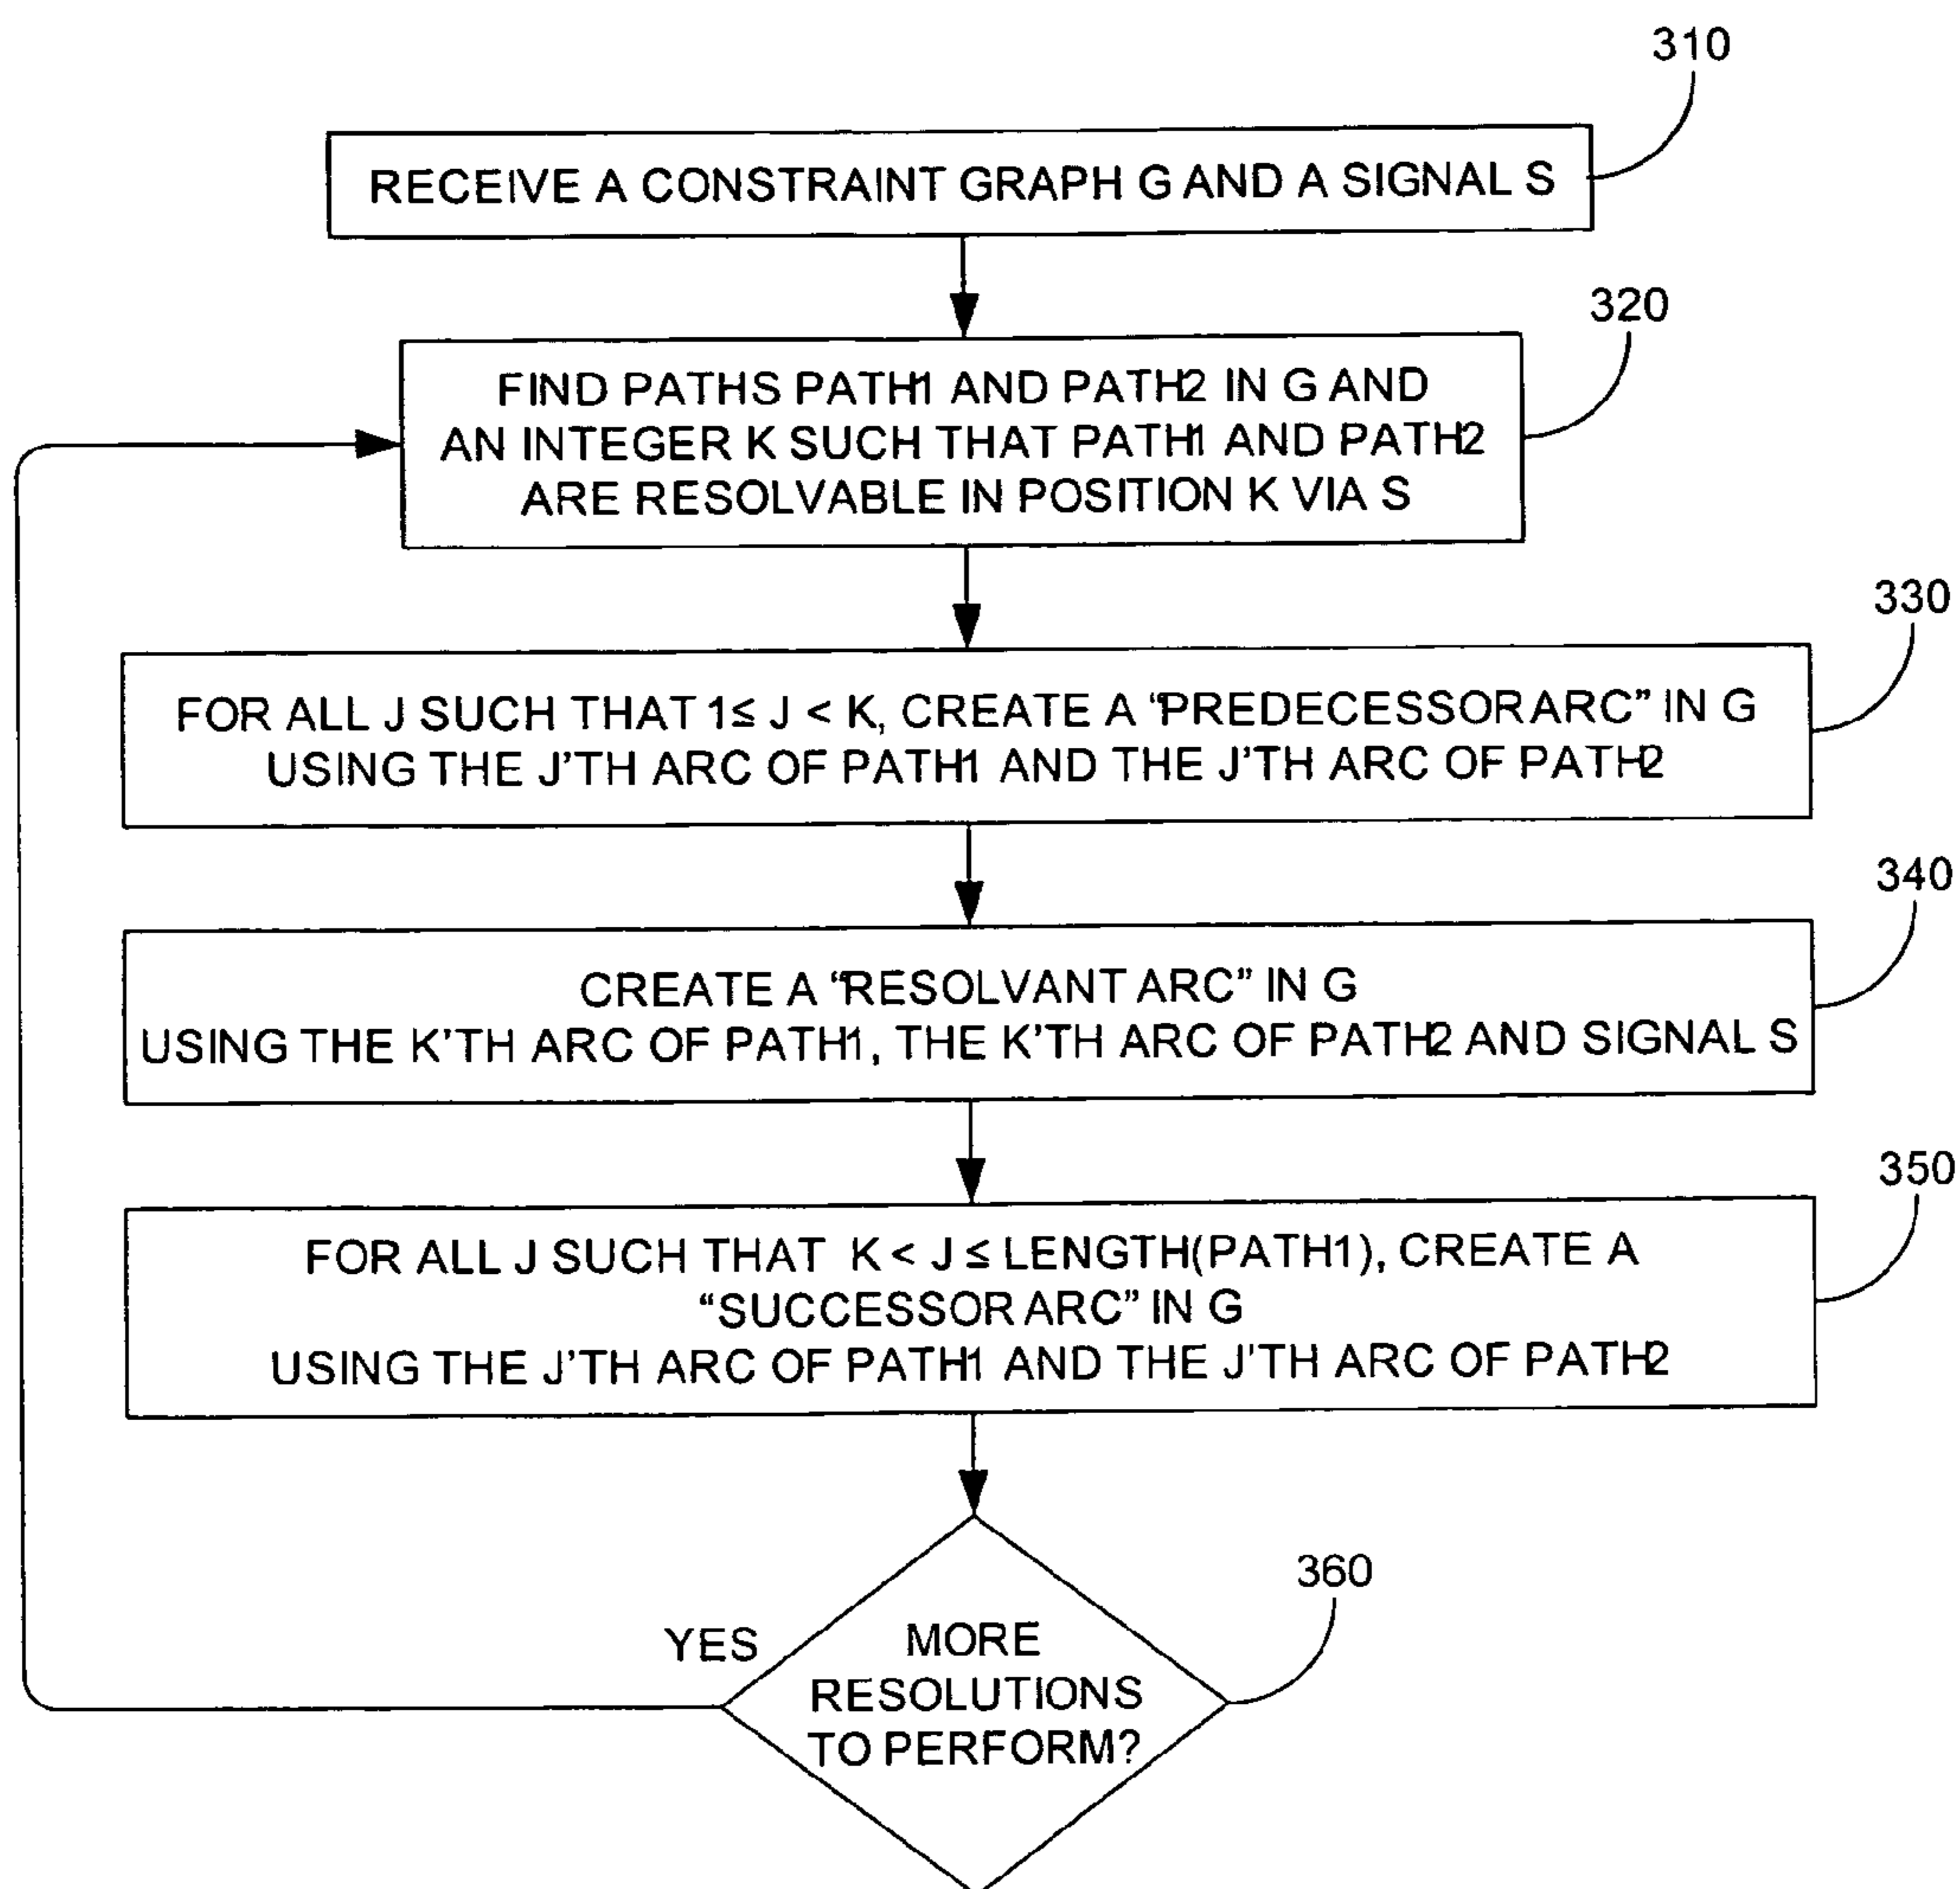 310
RECEIVE A CONSTRAINT GRAPH G AND A SIGNAL S
320
FIND PATHS PATH1 AND PATH2 IN G AND
AN INTEGER K SUCH THAT PATH1 AND PATH2
ARE RESOLVABLE IN POSITION K VIA S
330
FOR ALL J SUCH THAT 1≤ J < K, CREATE A “PREDECESSOR ARC” IN G
USING THE J'TH ARC OF PATH1 AND THE J'TH ARC OF PATH2
340
CREATE A “RESOLVANT ARC” IN G
USING THE K'TH ARC OF PATH1, THE K'TH ARC OF PATH2 AND SIGNAL S
350
FOR ALL J SUCH THAT K < J ≤ LENGTH(PATH1), CREATE A
“SUCCESSOR ARC” IN G
USING THE J'TH ARC OF PATH1 AND THE J'TH ARC OF PATH2
360
YES
MORE
RESOLUTIONS
TO PERFORM?